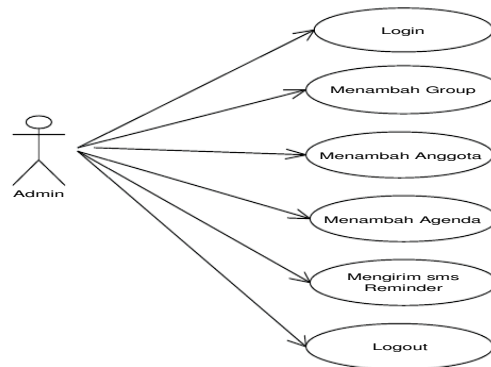 Login
Menambah Group
Menambah Anggota
Admin
Menambah Agenda
Mengirim sms
Reminder
Logout